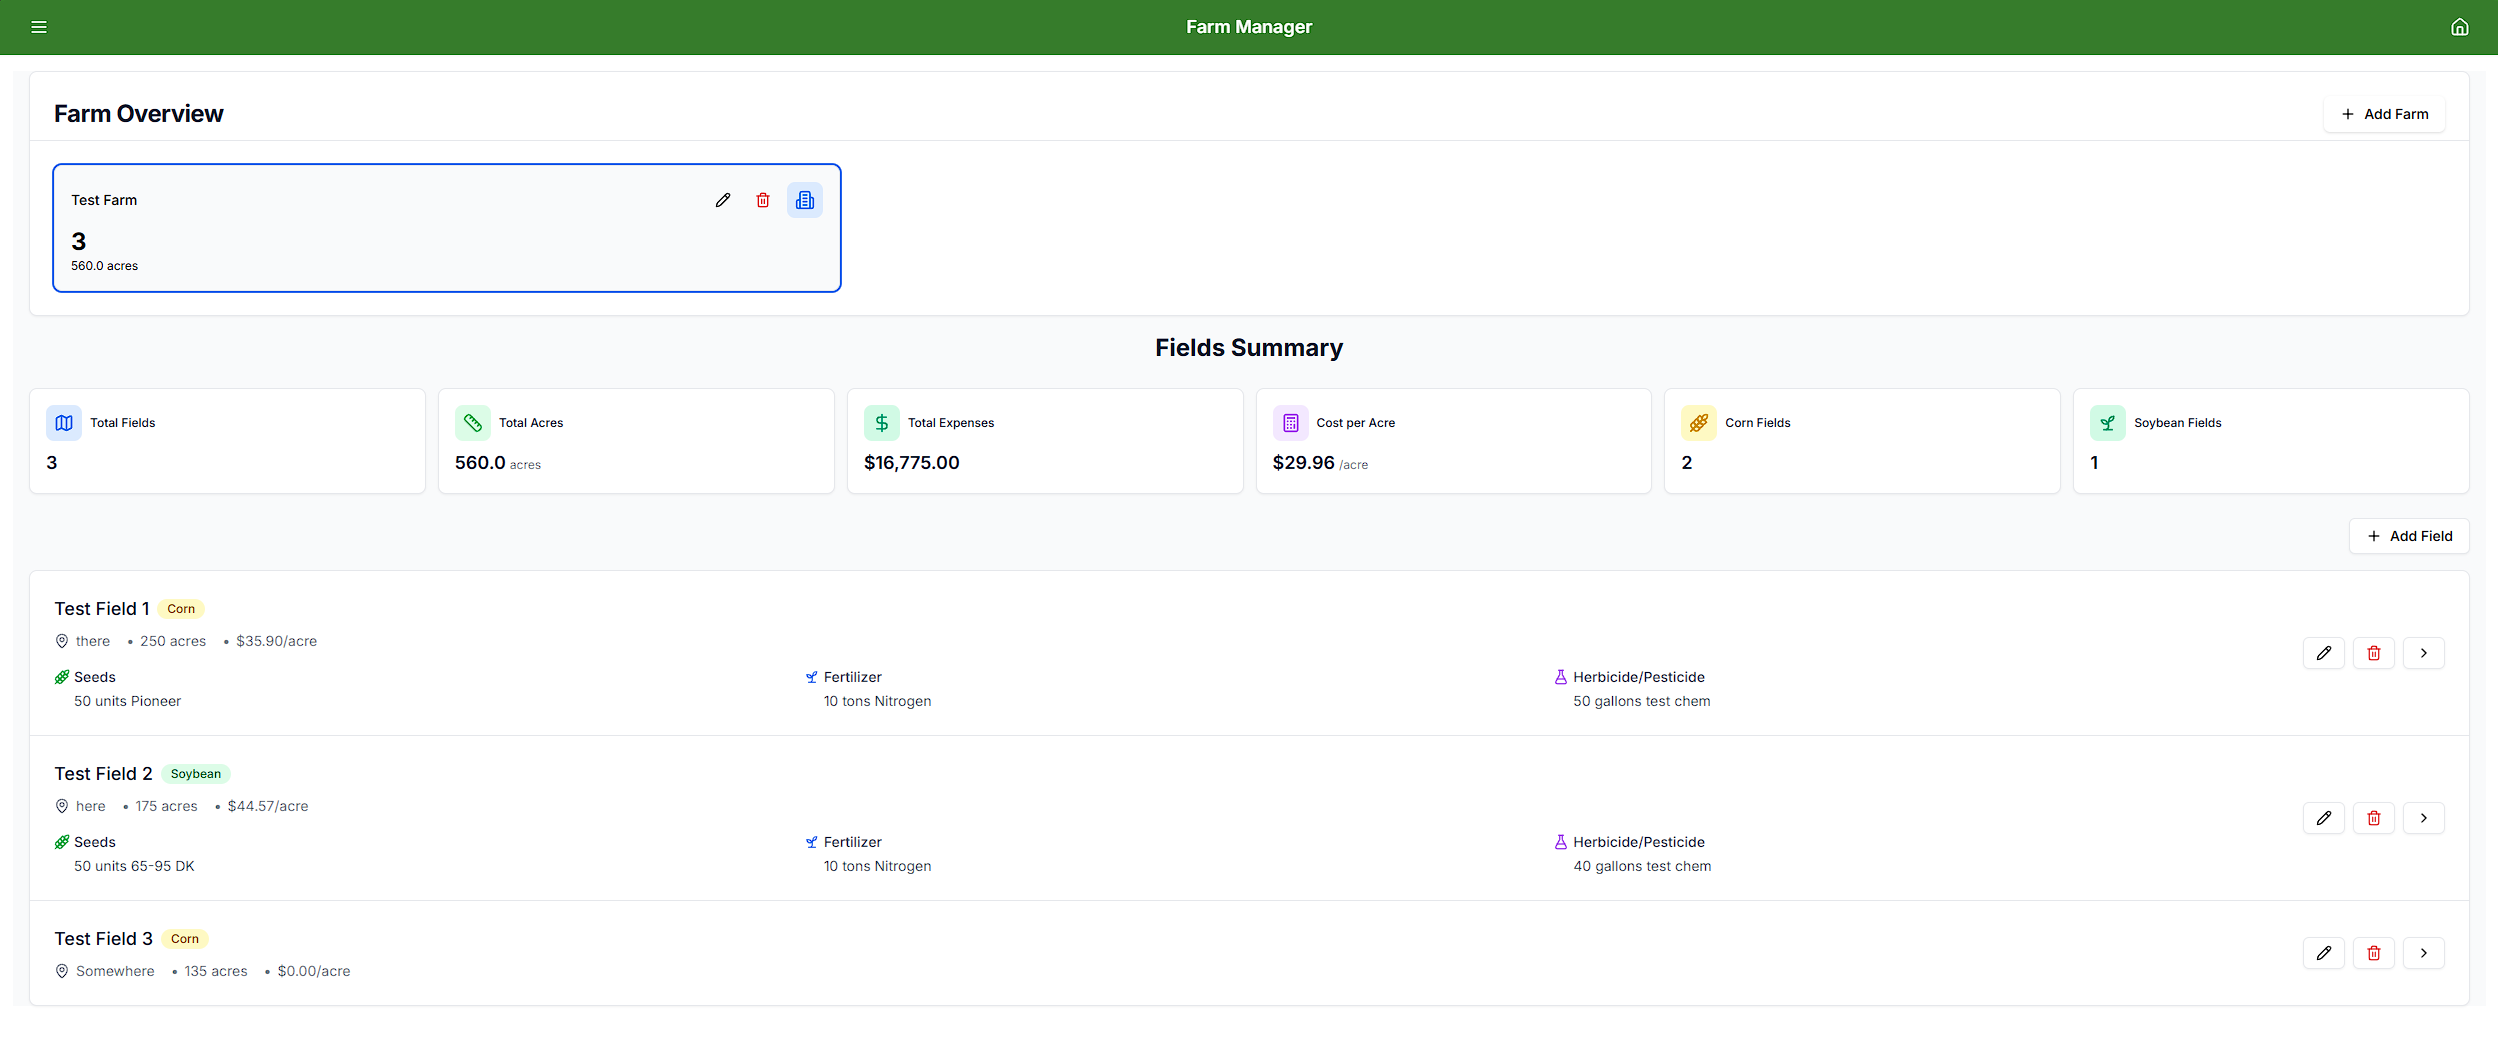 Farm Manager
Farm Overview
+ Add Farm
Test Farm
3
560.0 acres
Fields Summary
Total Fields
3
Total Acres
560.0 acres
Total Expenses
$16,775.00
Cost per Acre
$29.96 /acre
Corn Fields
2
Soybean Fields
1
+ Add Field
Test Field 1 Corn
there • 250 acres • $35.90/acre
Seeds
50 units Pioneer
Fertilizer
10 tons Nitrogen
Herbicide/Pesticide
50 gallons test chem
Test Field 2 Soybean
here • 175 acres • $44.57/acre
Seeds
50 units 65-95 DK
Fertilizer
10 tons Nitrogen
Herbicide/Pesticide
40 gallons test chem
Test Field 3 Corn
Somewhere • 135 acres • $0.00/acre